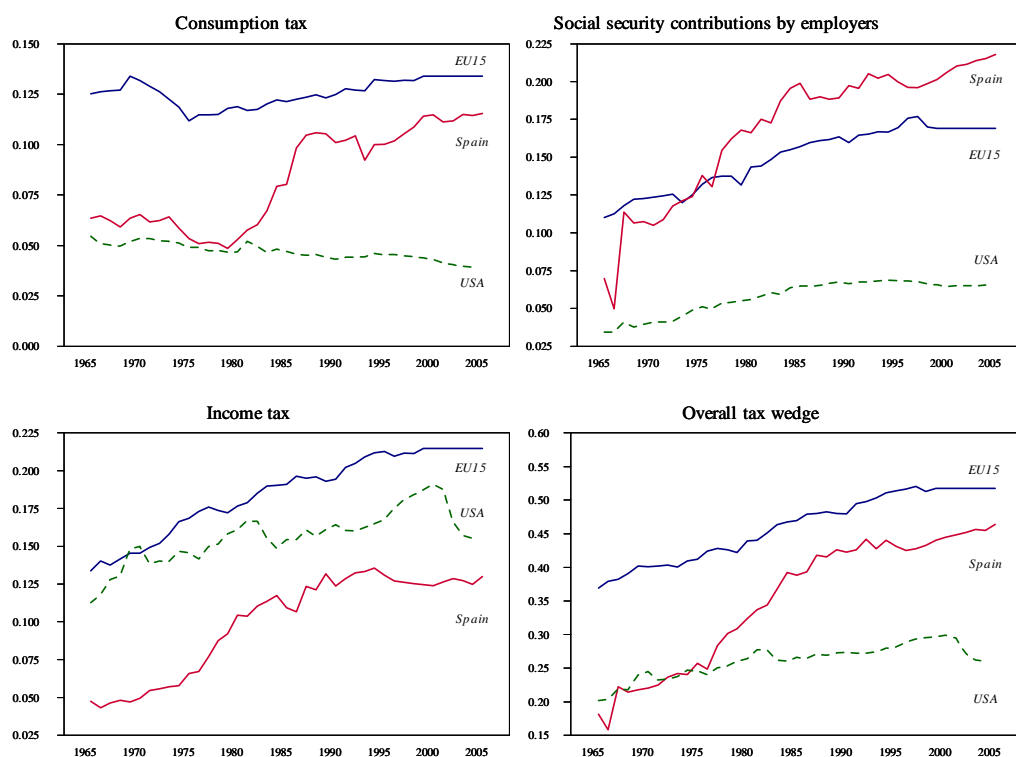 Consumption tax
0.150
0.125
0.100
0.075
0.050
0.025
0.000
EU15
Spain
USA
1965 1970 1975 1980 1985 1990 1995 2000 2005
Social security contributions by employers
0.225
0.200
0.175
0.150
0.125
0.100
0.075
0.050
0.025
Spain
EU15
USA
1965 1970 1975 1980 1985 1990 1995 2000 2005
Income tax
0.225
0.200
0.175
0.150
0.125
0.100
0.075
0.050
0.025
EU15
USA
Spain
1965 1970 1975 1980 1985 1990 1995 2000 2005
Overall tax wedge
0.60
0.55
0.50
0.45
0.40
0.35
0.30
0.25
0.20
0.15
EU15
Spain
USA
1965 1970 1975 1980 1985 1990 1995 2000 2005